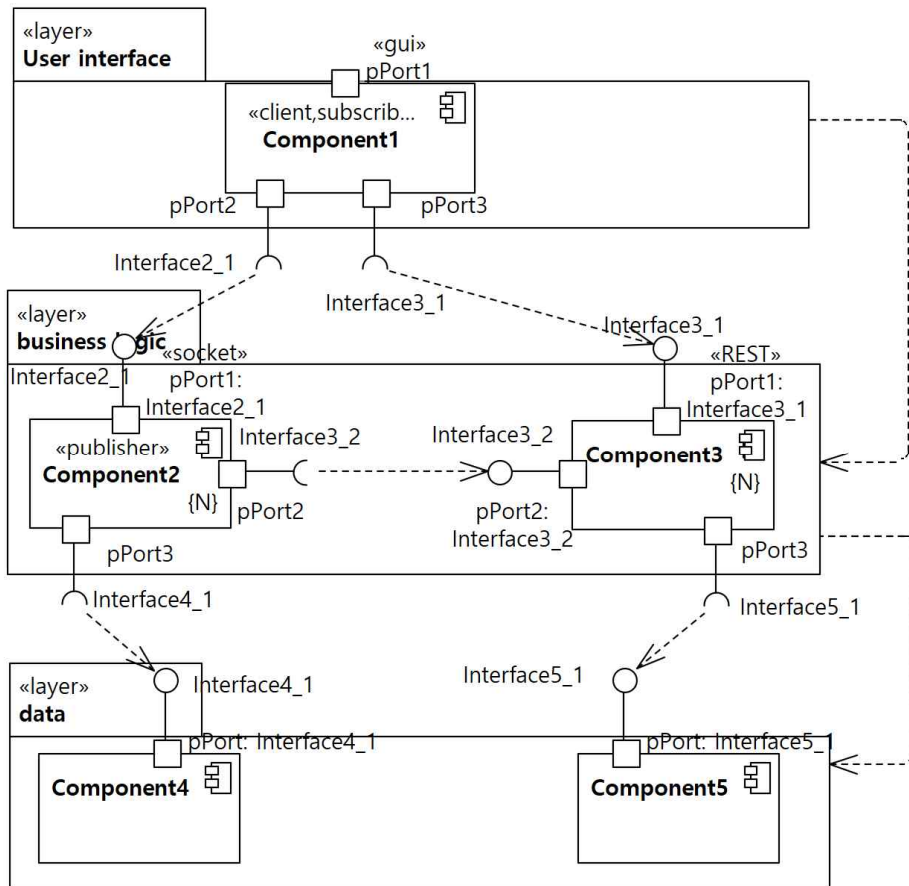 «layer»
User interface
«gui»
pPort1
«client,subscrib...
Component1
pPort2
pPort3
Interface2_1
Interface3_1
«layer»
business logic
Interface3_1
Interface2_1
«socket»
pPort1:
Interface2_1
«REST»
pPort1:
Interface3_1
«publisher»
Component2
{N}
Interface3_2
pPort2
Interface3_2
pPort2:
Interface3_2
Component3
{N}
pPort3
pPort3
Interface4_1
Interface5_1
«layer»
data
Interface4_1
Interface5_1
pPort: Interface4_1
pPort: Interface5_1
Component4
Component5